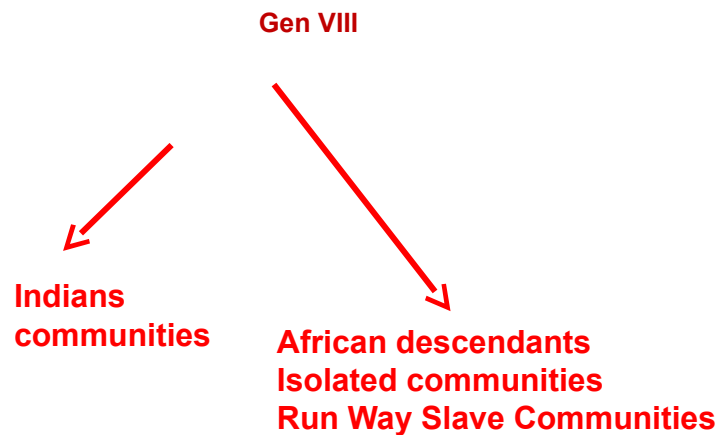 Gen VIII
Indians
communities
African descendants
Isolated communities
Run Way Slave Communities